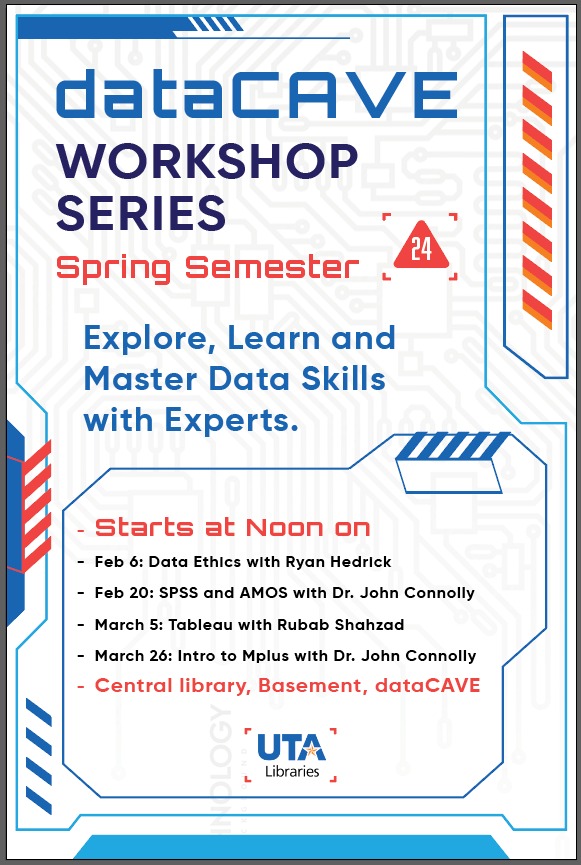 dataCAVE
WORKSHOP
SERIES
Spring Semester
24
Explore, Learn and
Master Data Skills
with Experts.
- Starts at Noon on
- Feb 6: Data Ethics with Ryan Hedrick
- Feb 20: SPSS and AMOS with Dr. John Connolly
- March 5: Tableau with Rubab Shahzad
- March 26: Intro to Mplus with Dr. John Connolly
- Central library, Basement, dataCAVE
UTA
Libraries